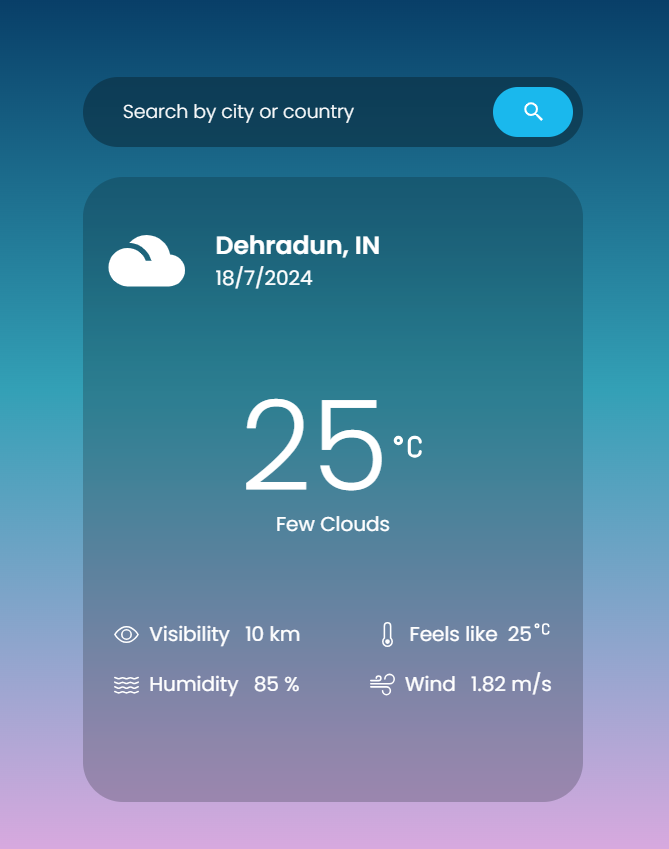 Search by city or country
Dehradun, IN
18/7/2024
25 °C
Few Clouds
Visibility 10 km
Feels like 25°C
Humidity 85 %
Wind 1.82 m/s